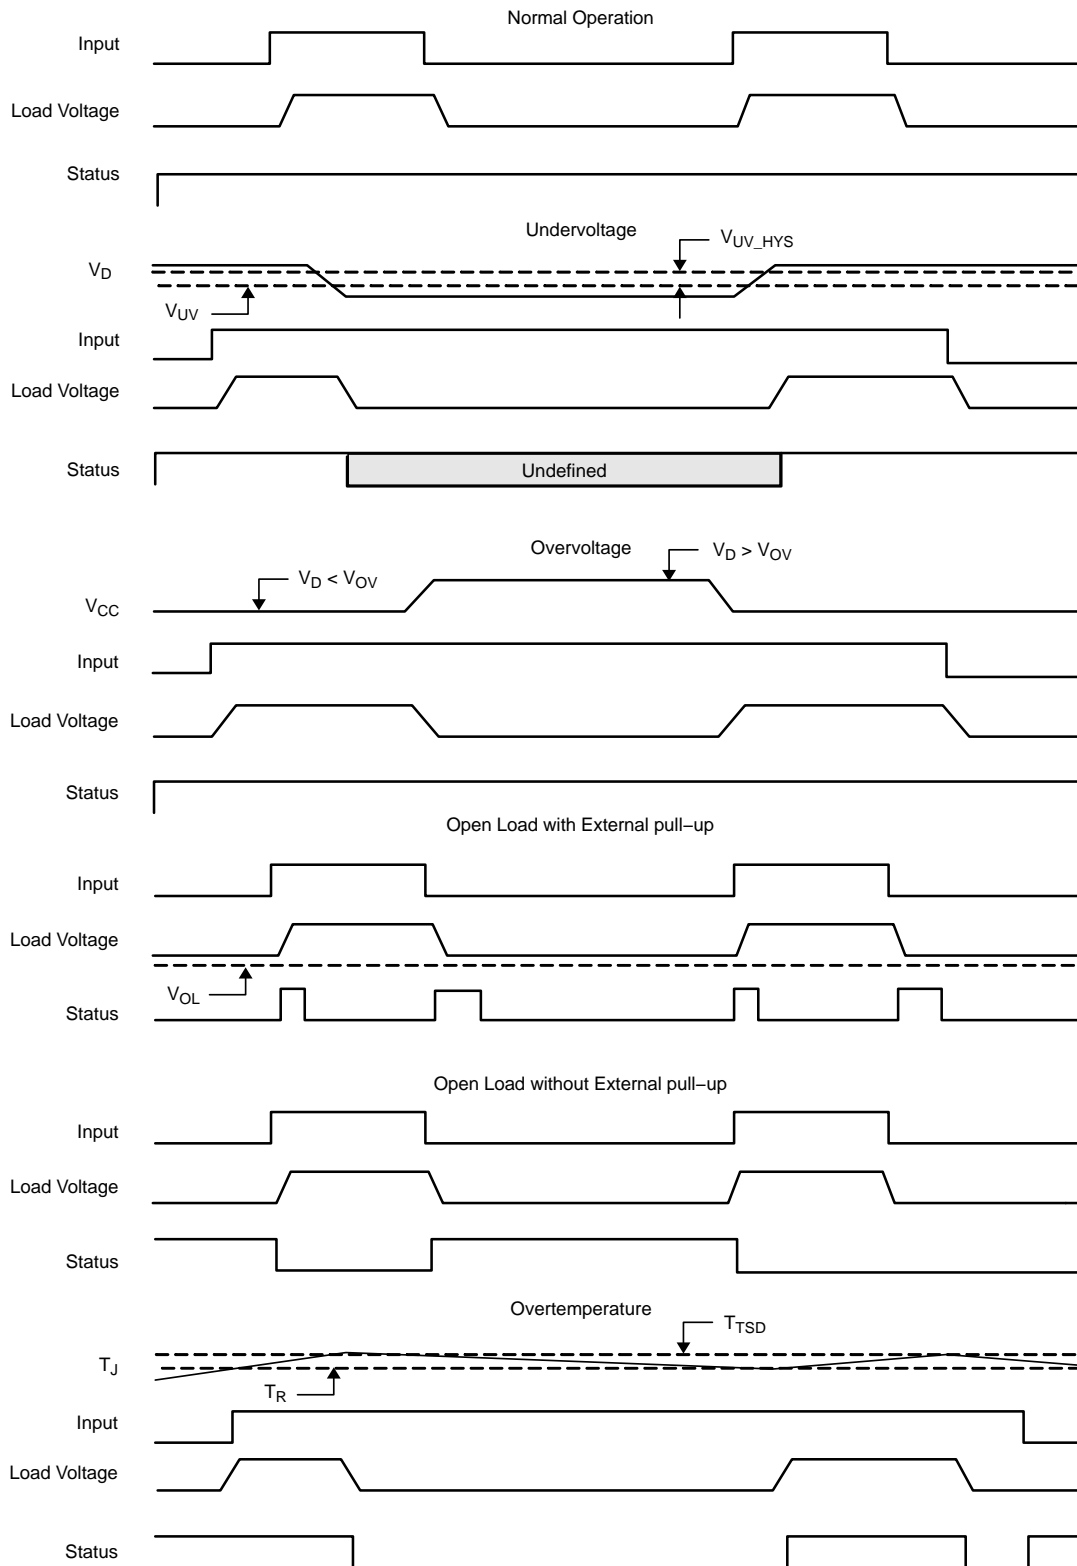 Normal Operation
Input
Load Voltage
Status
Undervoltage
V_UV_HYS
V_D
V_UV
Input
Load Voltage
Status
Undefined
Overvoltage
V_D > V_OV
V_D < V_OV
V_CC
Input
Load Voltage
Status
Open Load with External pull−up
Input
Load Voltage
V_OL
Status
Open Load without External pull−up
Input
Load Voltage
Status
Overtemperature
T_TSD
T_J
T_R
Input
Load Voltage
Status